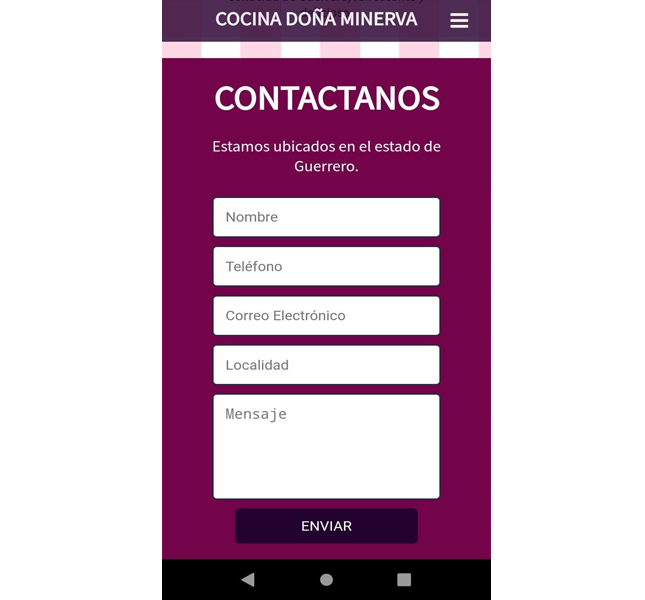 COCINA DOÑA MINERVA
CONTACTANOS
Estamos ubicados en el estado de
Guerrero.
Nombre
Teléfono
Correo Electrónico
Localidad
Mensaje
ENVIAR